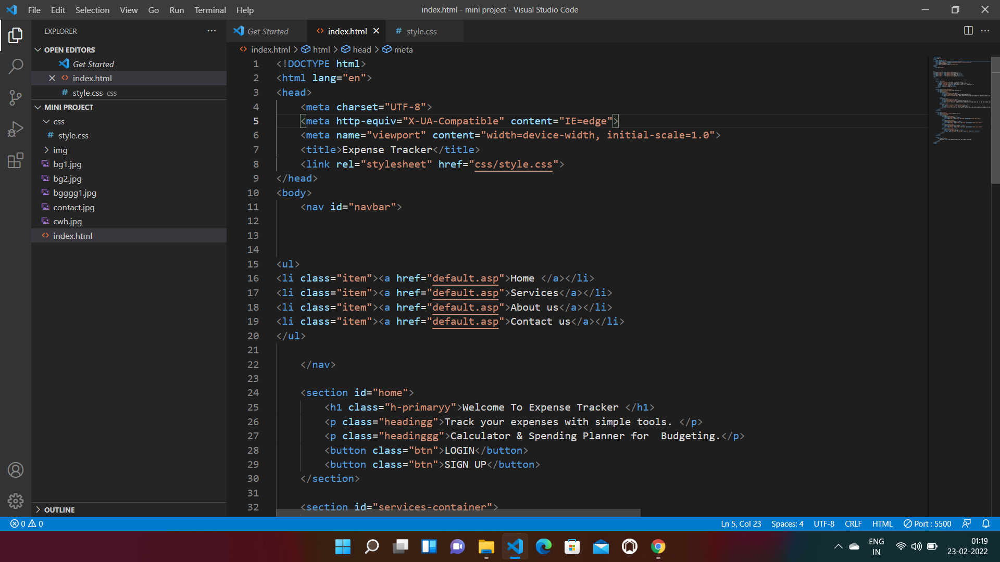 File Edit Selection View Go Run Terminal Help
index.html - mini project - Visual Studio Code
EXPLORER
OPEN EDITORS
Get Started
index.html
style.css css
MINI PROJECT
css
style.css
img
bg1.jpg
bg2.jpg
bgggg1.jpg
contact.jpg
cwh.jpg
index.html
OUTLINE
Get Started index.html style.css
index.html > html > head > meta
1 <!DOCTYPE html>
2 <html lang="en">
3 <head>
4 <meta charset="UTF-8">
5 <meta http-equiv="X-UA-Compatible" content="IE=edge">
6 <meta name="viewport" content="width=device-width, initial-scale=1.0">
7 <title>Expense Tracker</title>
8 <link rel="stylesheet" href="css/style.css">
9 </head>
10 <body>
11 <nav id="navbar">
12
13
14
15 <ul>
16 <li class="item"><a href="default.asp">Home </a></li>
17 <li class="item"><a href="default.asp">Services</a></li>
18 <li class="item"><a href="default.asp">About us</a></li>
19 <li class="item"><a href="default.asp">Contact us</a></li>
20 </ul>
21
22 </nav>
23
24 <section id="home">
25 <h1 class="h-primaryy">Welcome To Expense Tracker </h1>
26 <p class="headingg">Track your expenses with simple tools. </p>
27 <p class="headinggg">Calculator & Spending Planner for  Budgeting.</p>
28 <button class="btn">LOGIN</button>
29 <button class="btn">SIGN UP</button>
30 </section>
31
32 <section id="services-container">
0 0
Ln 5, Col 23 Spaces: 4 UTF-8 CRLF HTML Port : 5500
ENG
IN
01:19
23-02-2022